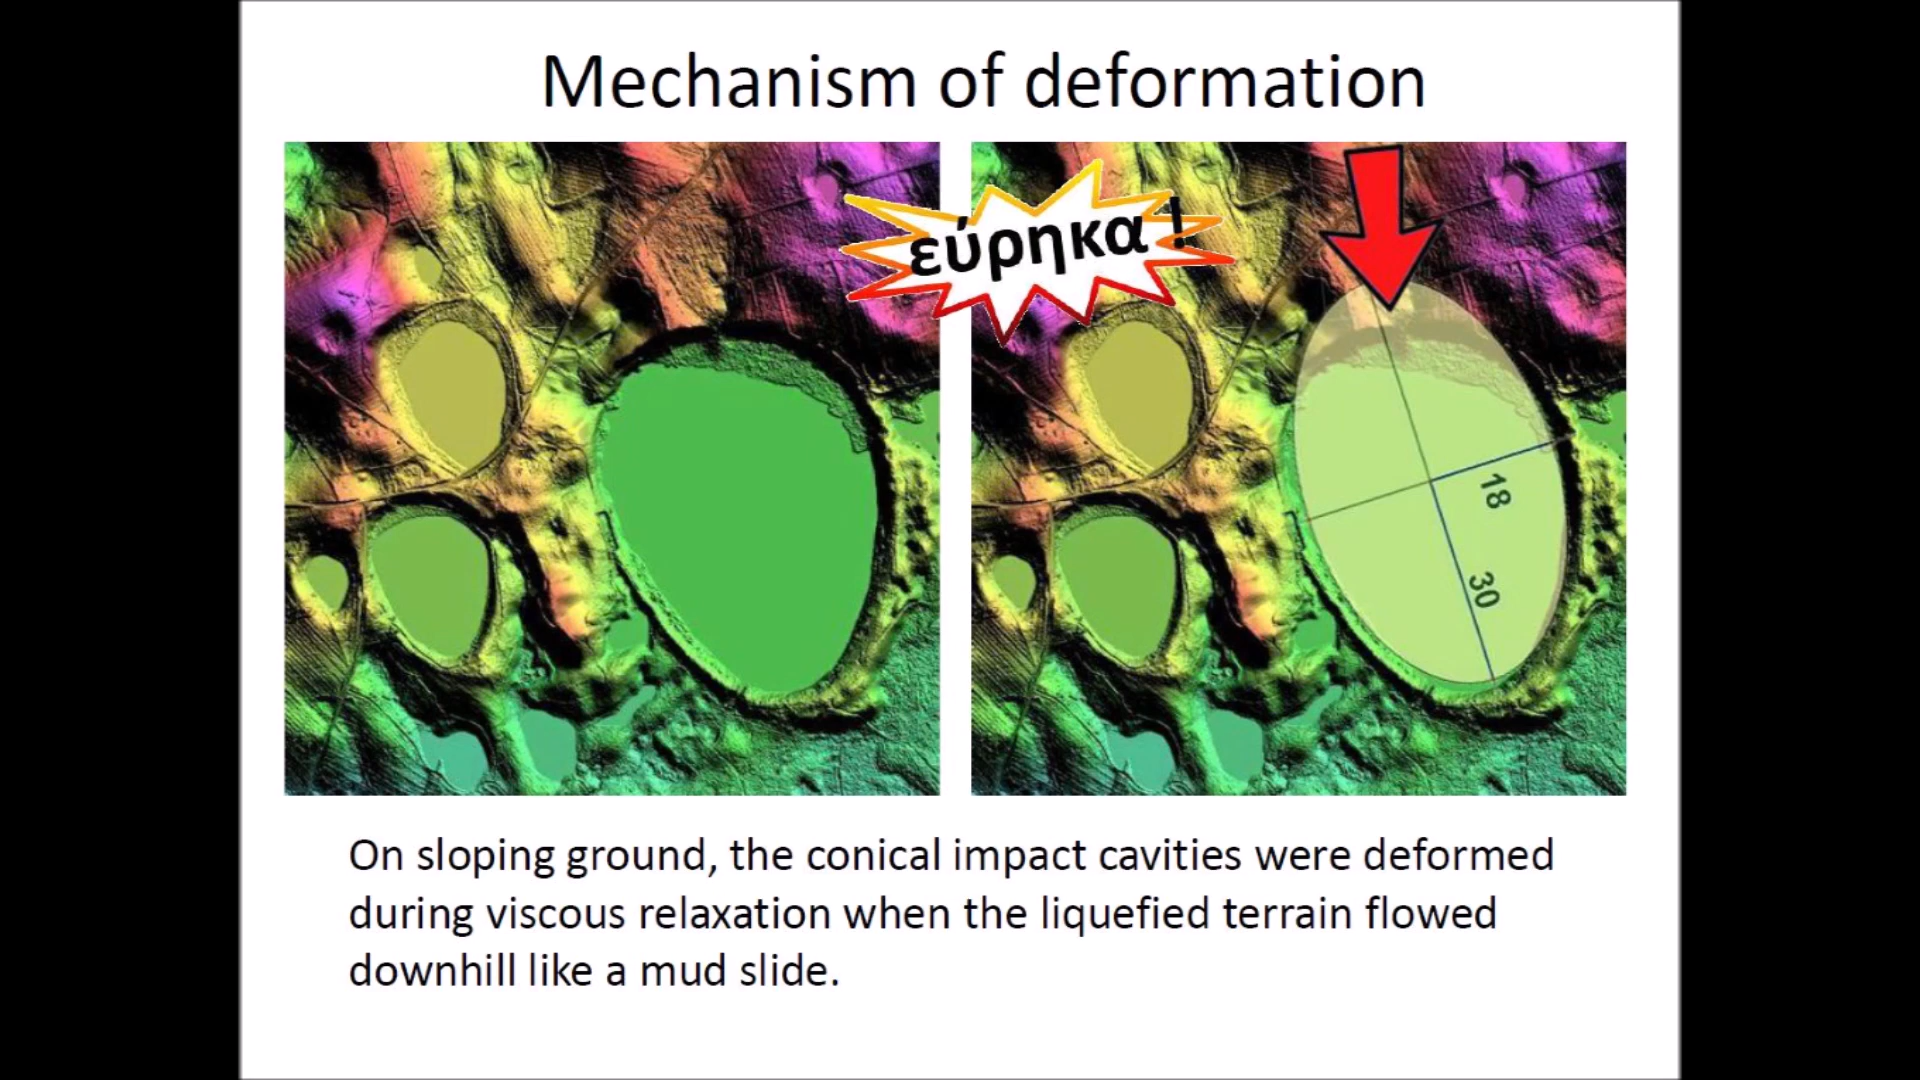 Mechanism of deformation
εύρηκα !
18
30
On sloping ground, the conical impact cavities were deformed
during viscous relaxation when the liquefied terrain flowed
downhill like a mud slide.